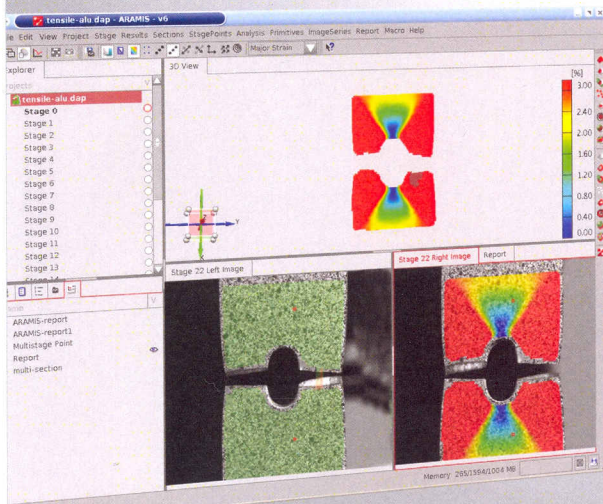 tensile-alu dap - ARAMIS - v6
Edit View Project Stage Results Sections StagePoints Analysis Primitives ImageSeries Report Macro Help
Major Strain
Explorer
3D View
Projects
tensile-alu dap
Stage 0
Stage 1
Stage 2
Stage 3
Stage 4
Stage 5
Stage 6
Stage 7
Stage 8
Stage 9
Stage 10
Stage 11
Stage 12
Stage 13
[%]
3.00
2.40
2.00
1.60
1.20
0.80
0.40
0.00
Y
Stage 22 Left Image
Stage 22 Right Image
Report
ARAMIS-report
ARAMIS-report1
Multistage Point
Report
multi-section
Memory: 265/1594/1004 MB